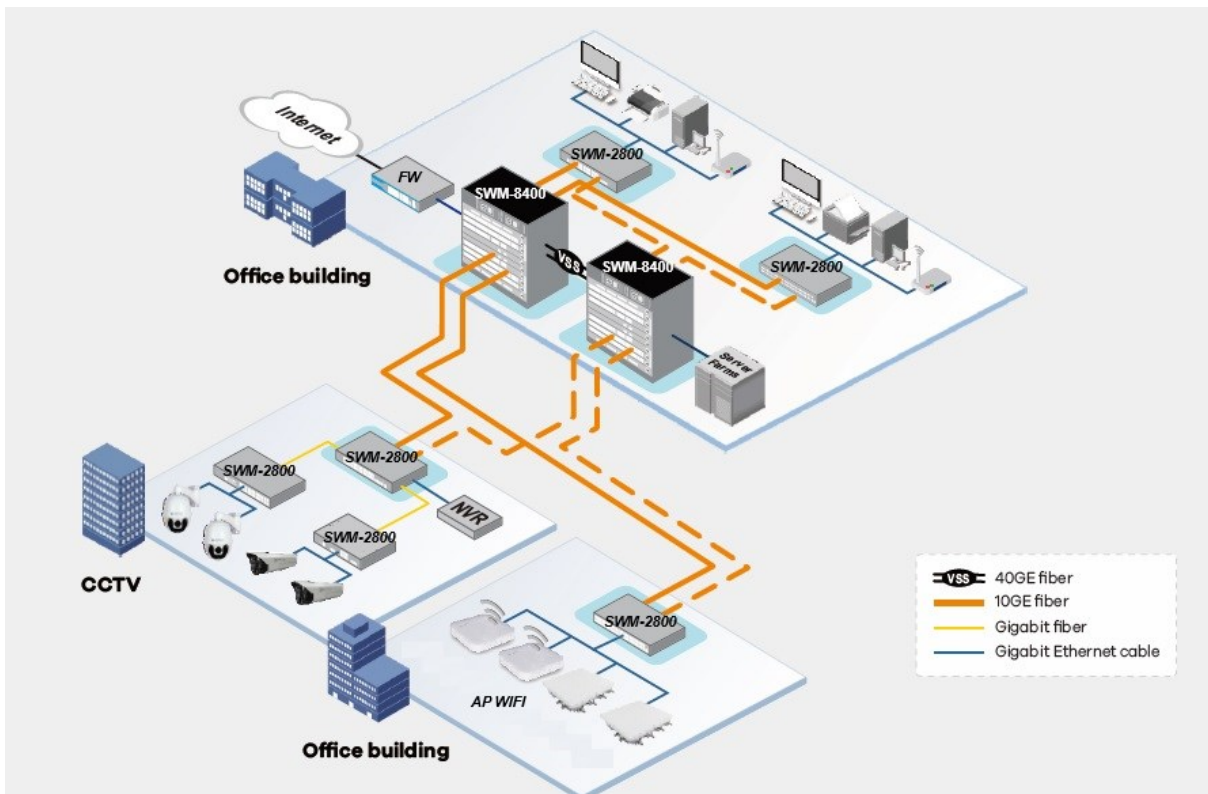 Internet
FW
SWM-8400
SWM-2800
Office building
VSS
SWM-8400
SWM-2800
Server
Farms
SWM-2800
SWM-2800
NVR
SWM-2800
CCTV
SWM-2800
AP WIFI
Office building
VSS 40GE fiber
10GE fiber
Gigabit fiber
Gigabit Ethernet cable